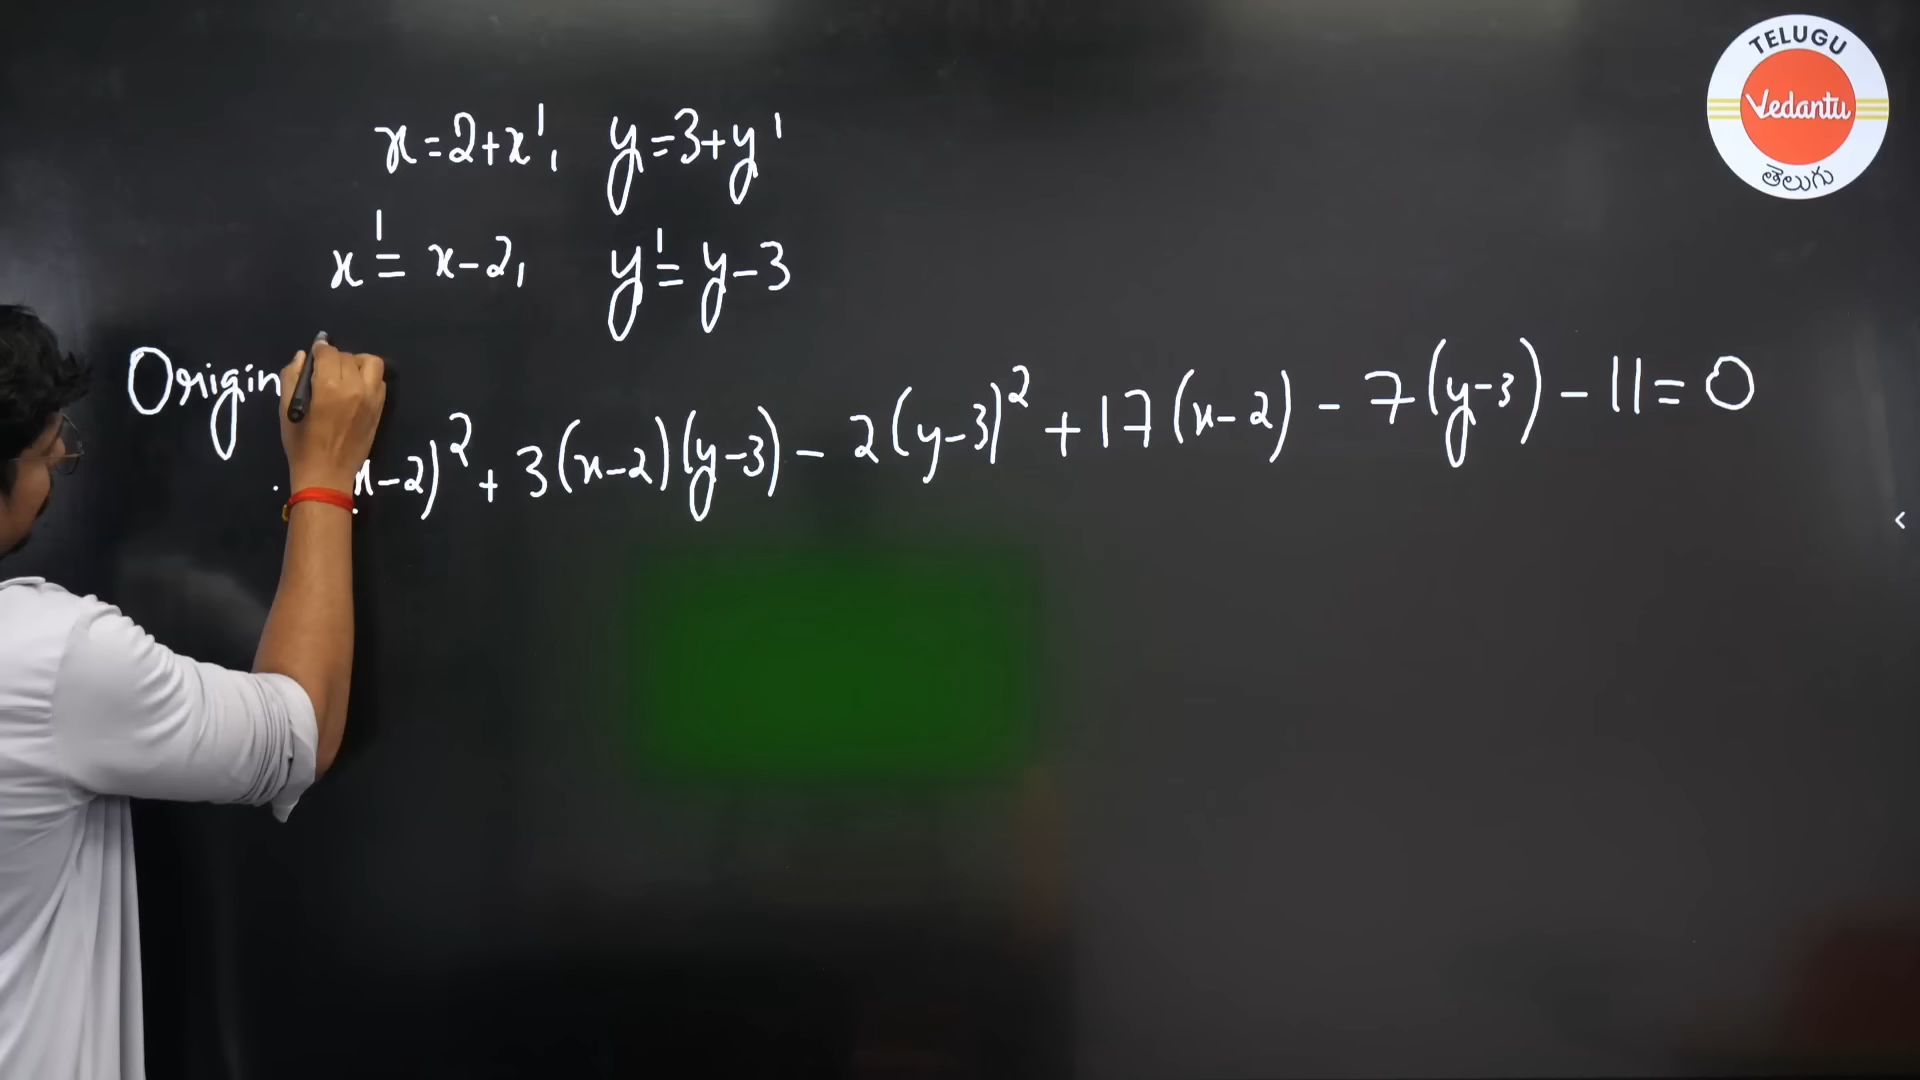 TELUGU
Vedantu
తెలుగు
x=2+x', y=3+y'
x'= x-2, y'= y-3
Origin
x-2)²+3(x-2)(y-3)-2(y-3)²+17(x-2)-7(y-3)-11=0